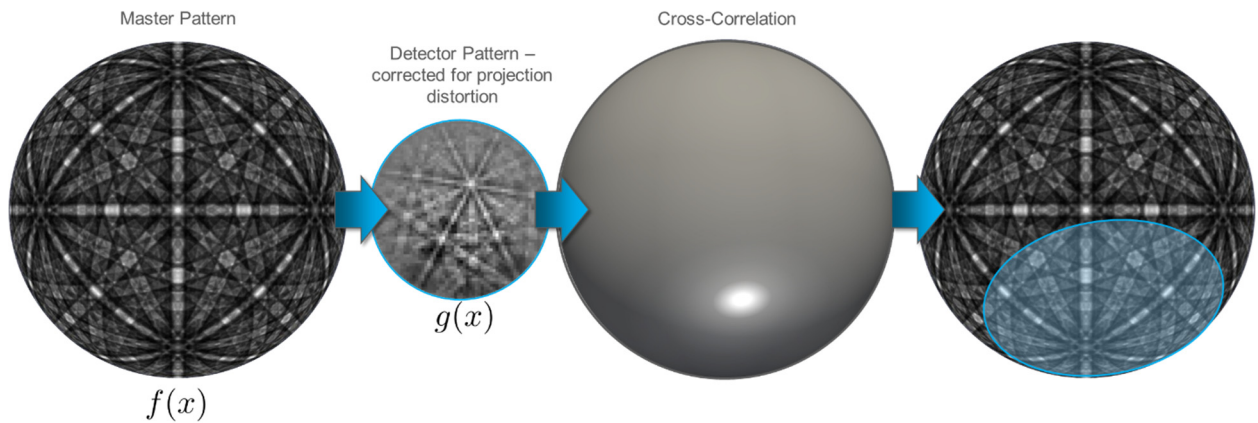 Master Pattern
Detector Pattern –
corrected for projection
distortion
Cross-Correlation
g(x)
f(x)